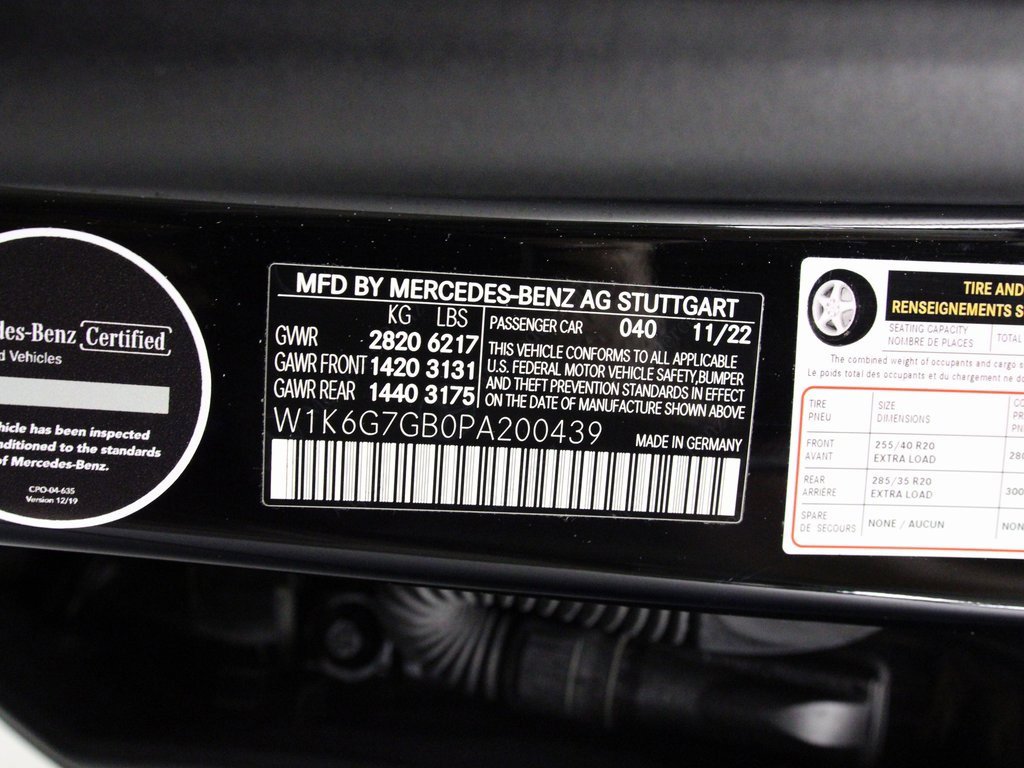 des-Benz Certified
d Vehicles
hicle has been inspected
nditioned to the standards
of Mercedes-Benz.
CPO-04-635
Version 12/19
MFD BY MERCEDES-BENZ AG STUTTGART
KG LBS
GVWR 2820 6217
GAWR FRONT 1420 3131
GAWR REAR 1440 3175
PASSENGER CAR 040 11/22
THIS VEHICLE CONFORMS TO ALL APPLICABLE
U.S. FEDERAL MOTOR VEHICLE SAFETY, BUMPER
AND THEFT PREVENTION STANDARDS IN EFFECT
ON THE DATE OF MANUFACTURE SHOWN ABOVE
W1K6G7GB0PA200439 MADE IN GERMANY
TIRE AND
RENSEIGNEMENTS S
SEATING CAPACITY
NOMBRE DE PLACES
TOTAL
The combined weight of occupants and cargo s
Le poids total des occupants et du chargement ne do
TIRE
PNEU
SIZE
DIMENSIONS
CO
PR
PN
FRONT
AVANT
255/40 R20
EXTRA LOAD
280
REAR
ARRIÈRE
285/35 R20
EXTRA LOAD
300
SPARE
DE SECOURS
NONE / AUCUN
NON